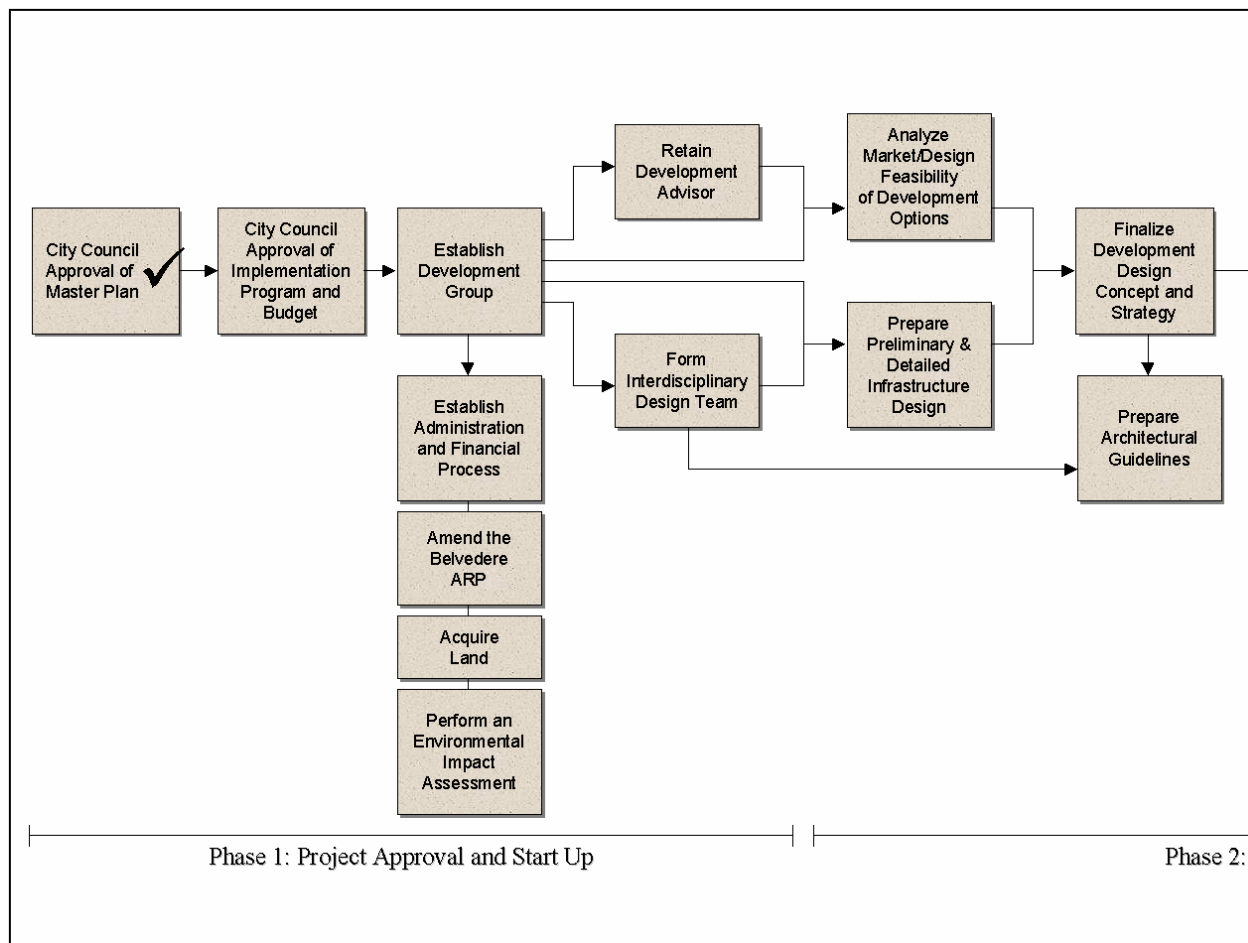 City Council
Approval of
Master Plan
City Council
Approval of
Implementation
Program and
Budget
Establish
Development
Group
Retain
Development
Advisor
Analyze
Market/Design
Feasibility
of Development
Options
Form
Interdisciplinary
Design Team
Prepare
Preliminary &
Detailed
Infrastructure
Design
Finalize
Development
Design
Concept and
Strategy
Prepare
Architectural
Guidelines
Establish
Administration
and Financial
Process
Amend the
Belvedere
ARP
Acquire
Land
Perform an
Environmental
Impact
Assessment
Phase 1: Project Approval and Start Up
Phase 2: